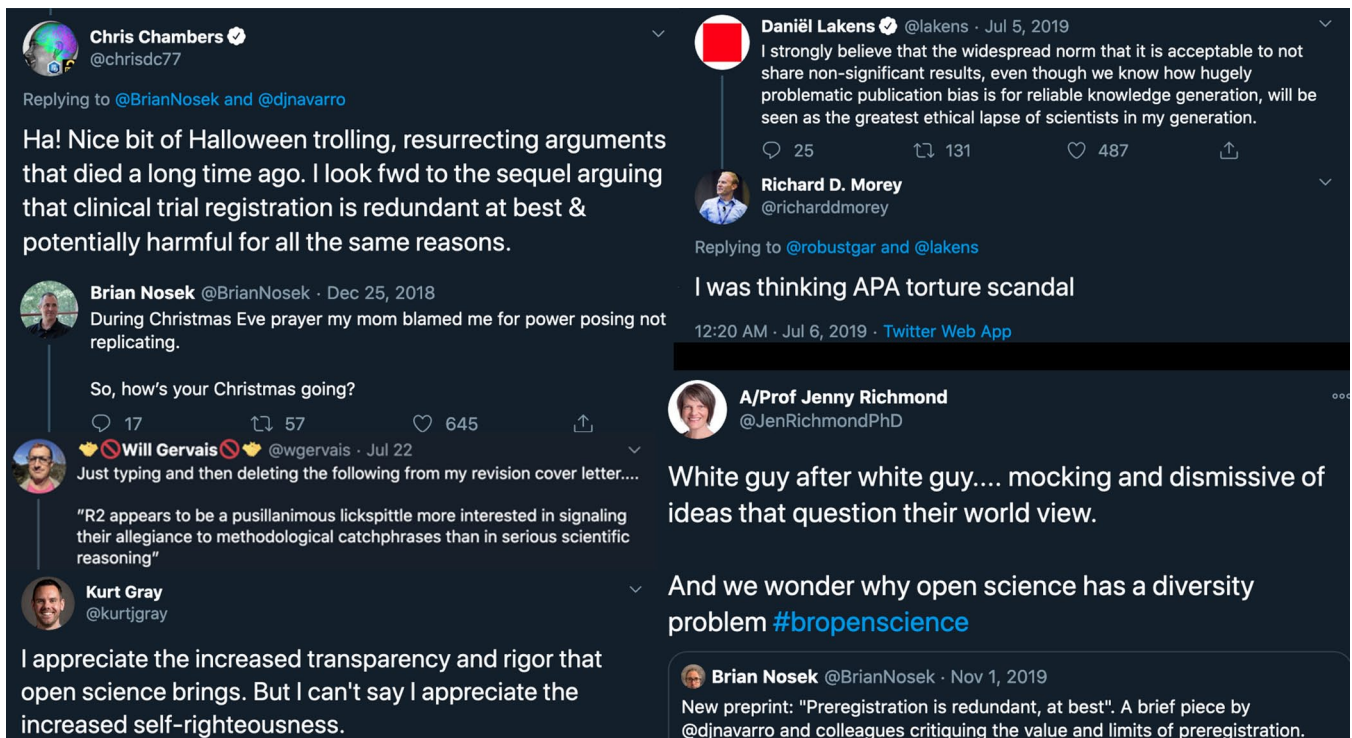 Chris Chambers
@chrisdc77
Replying to @BrianNosek and @djnavarro
Ha! Nice bit of Halloween trolling, resurrecting arguments
that died a long time ago. I look fwd to the sequel arguing
that clinical trial registration is redundant at best &
potentially harmful for all the same reasons.
Brian Nosek @BrianNosek · Dec 25, 2018
During Christmas Eve prayer my mom blamed me for power posing not
replicating.
So, how's your Christmas going?
17 57 645
Will Gervais @wgervais · Jul 22
Just typing and then deleting the following from my revision cover letter....
"R2 appears to be a pusillanimous lickspittle more interested in signaling
their allegiance to methodological catchphrases than in serious scientific
reasoning"
Kurt Gray
@kurtjgray
I appreciate the increased transparency and rigor that
open science brings. But I can't say I appreciate the
increased self-righteousness.
Daniël Lakens @lakens · Jul 5, 2019
I strongly believe that the widespread norm that it is acceptable to not
share non-significant results, even though we know how hugely
problematic publication bias is for reliable knowledge generation, will be
seen as the greatest ethical lapse of scientists in my generation.
25 131 487
Richard D. Morey
@richarddmorey
Replying to @robustgar and @lakens
I was thinking APA torture scandal
12:20 AM · Jul 6, 2019 · Twitter Web App
A/Prof Jenny Richmond
@JenRichmondPhD
White guy after white guy.... mocking and dismissive of
ideas that question their world view.
And we wonder why open science has a diversity
problem #bropenscience
Brian Nosek @BrianNosek · Nov 1, 2019
New preprint: "Preregistration is redundant, at best". A brief piece by
@djnavarro and colleagues critiquing the value and limits of preregistration.